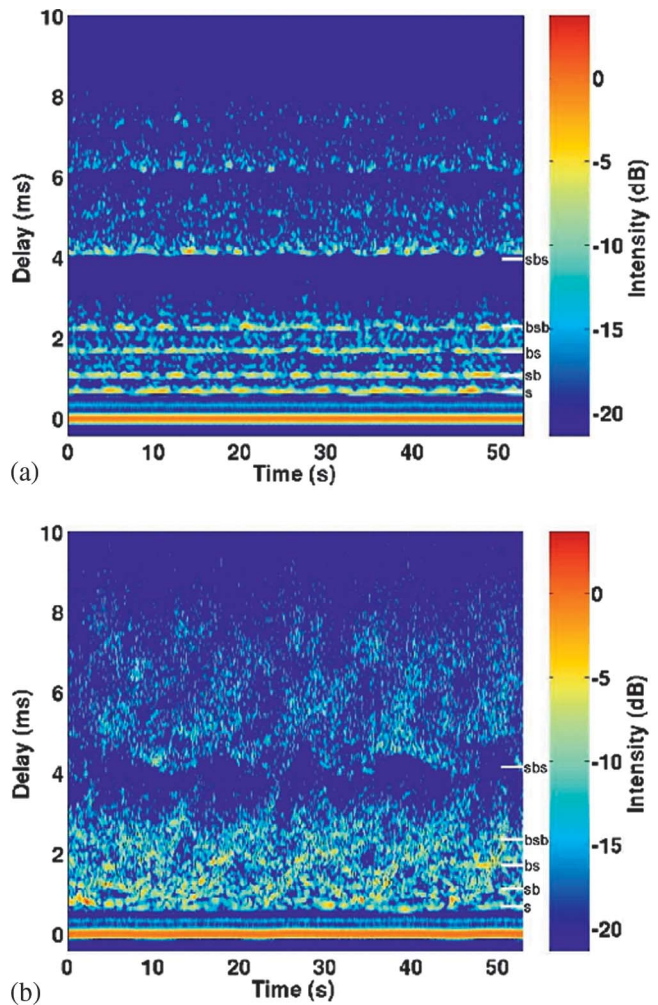 10
8
6
4
2
0
Delay (ms)
sbs
bsb
bs
sb
s
0
-5
-10
-15
-20
Intensity (dB)
0 10 20 30 40 50
Time (s)
(a)
10
8
6
4
2
0
Delay (ms)
sbs
bsb
bs
sb
s
0
-5
-10
-15
-20
Intensity (dB)
0 10 20 30 40 50
Time (s)
(b)